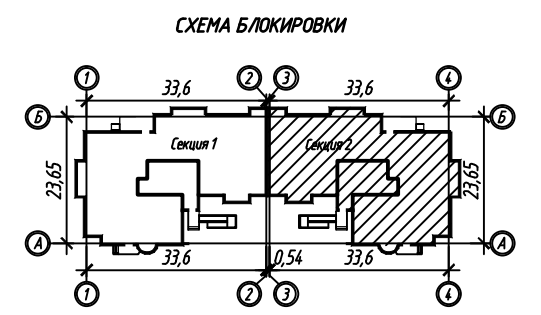 СХЕМА БЛОКИРОВКИ
1 2 3 4
33,6 33,6
Б Б
Секция 1 Секция 2
23,65 23,65
А А
33,6 0,54 33,6
1 2 3 4